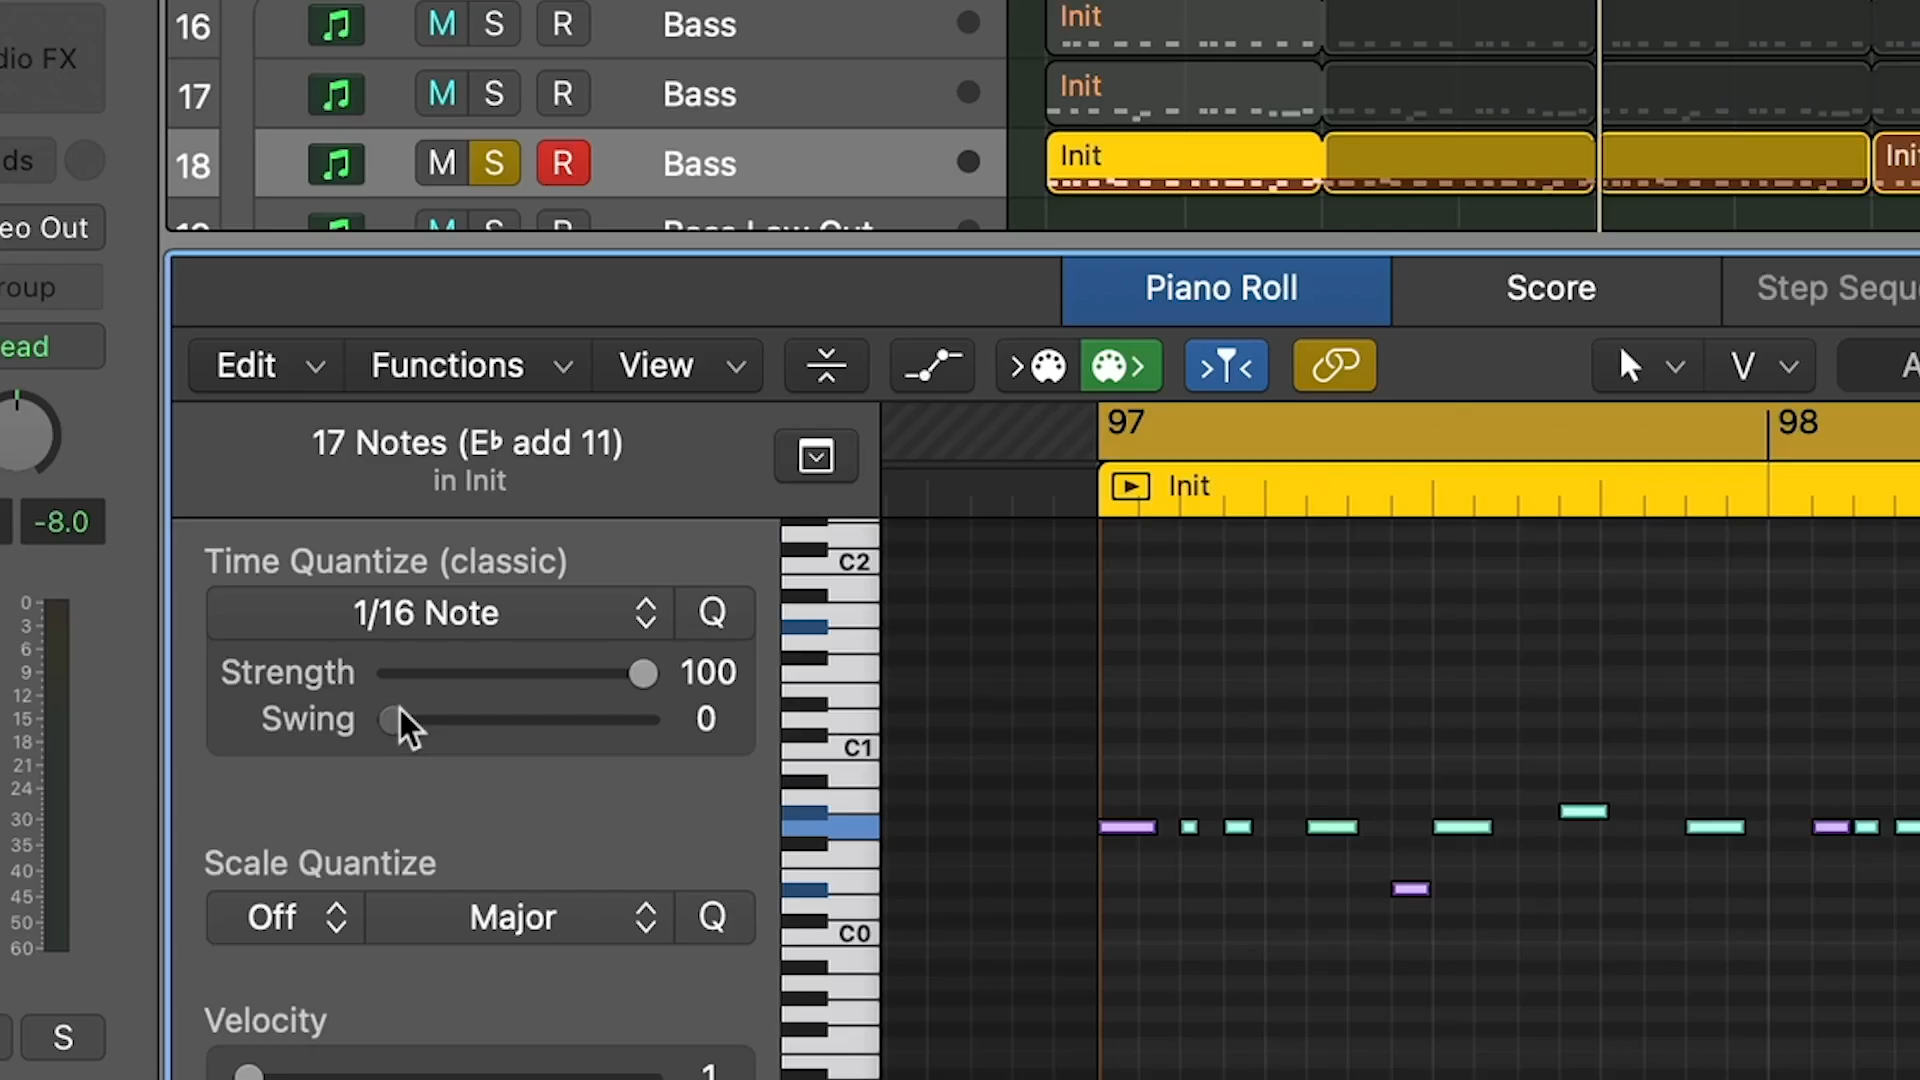 16 M S R Bass Init
dio FX
17 M S R Bass Init
ds
18 M S R Bass Init
eo Out
Bass Low Cut
roup
Piano Roll Score Step Sequ
ead
Edit Functions View V A
97 98
17 Notes (E♭ add 11)
in Init
Init
-8.0
Time Quantize (classic)
C2
1/16 Note Q
0
3
6
9
12
15
18
21
24
30
35
40
45
50
60
Strength 100
Swing 0
C1
Scale Quantize
Off Major Q
C0
Velocity
1
S